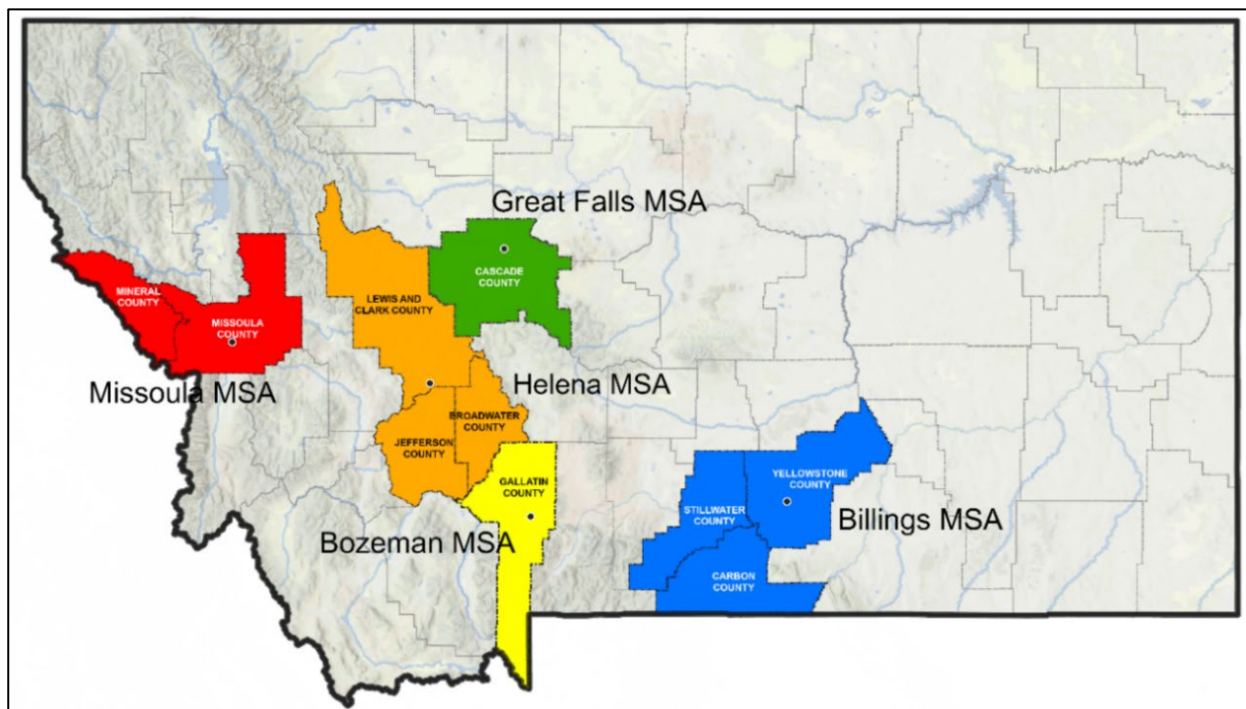 Great Falls MSA
CASCADE
COUNTY
MINERAL
COUNTY
LEWIS AND
CLARK COUNTY
MISSOULA
COUNTY
Missoula MSA
Helena MSA
BROADWATER
COUNTY
JEFFERSON
COUNTY
GALLATIN
COUNTY
YELLOWSTONE
COUNTY
STILLWATER
COUNTY
Billings MSA
Bozeman MSA
CARBON
COUNTY